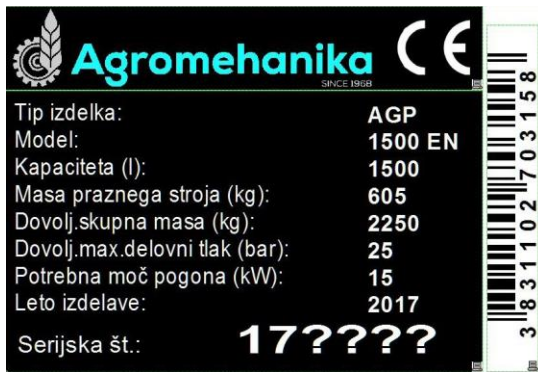 Agromehanika CE
SINCE 1968
Tip izdelka: AGP
Model: 1500 EN
Kapaciteta (l): 1500
Masa praznega stroja (kg): 605
Dovolj.skupna masa (kg): 2250
Dovolj.max.delovni tlak (bar): 25
Potrebna moč pogona (kW): 15
Leto izdelave: 2017
Serijska št.: 17????
3831102703158